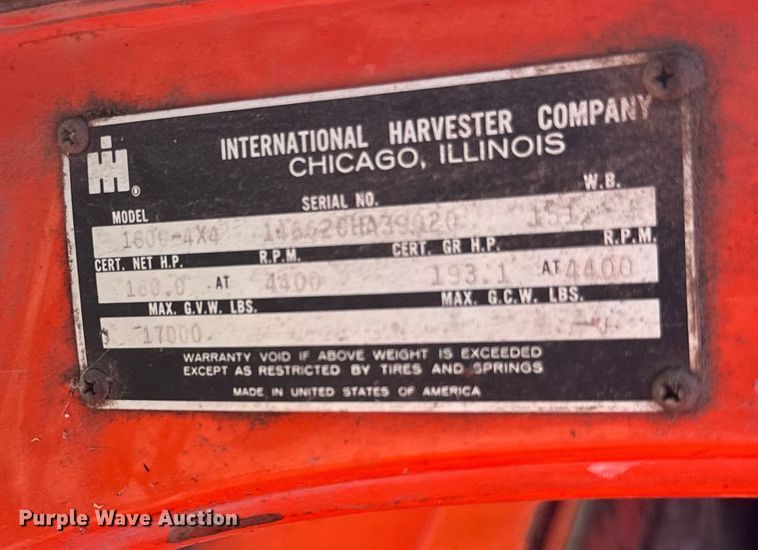 INTERNATIONAL HARVESTER COMPANY
CHICAGO, ILLINOIS
IH ®
MODEL SERIAL NO. W.B.
1600-4X4
CERT. NET H.P. R.P.M. CERT. GR H.P. R.P.M.
180.0 AT 4400 193.1 AT 4400
MAX. G.V.W. LBS. MAX. G.C.W. LBS.
17000
WARRANTY VOID IF ABOVE WEIGHT IS EXCEEDED
EXCEPT AS RESTRICTED BY TIRES AND SPRINGS
MADE IN UNITED STATES OF AMERICA
Purple Wave Auction